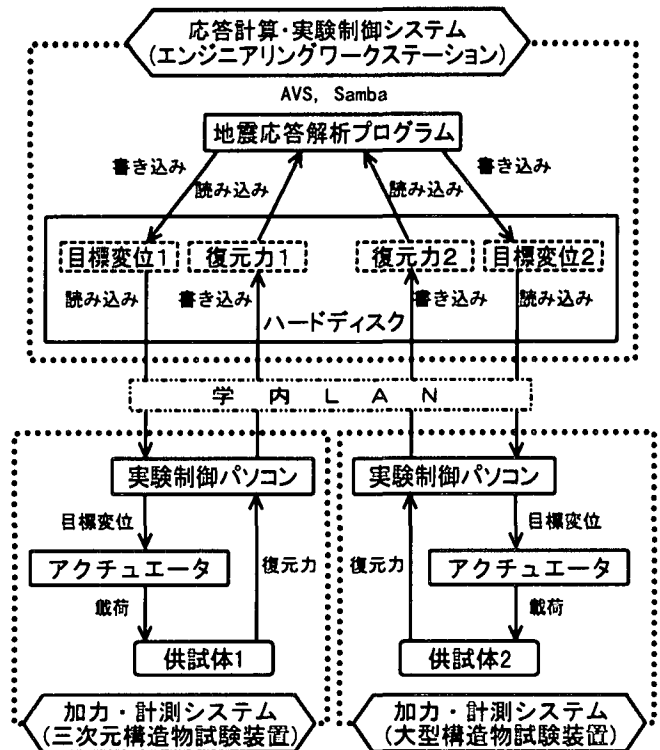 応答計算・実験制御システム
(エンジニアリングワークステーション)
AVS, Samba
地震応答解析プログラム
書き込み
読み込み
読み込み
書き込み
目標変位1
復元力1
復元力2
目標変位2
読み込み
書き込み
書き込み
読み込み
ハードディスク
学内LAN
実験制御パソコン
実験制御パソコン
目標変位
目標変位
アクチュエータ
復元力
復元力
アクチュエータ
載荷
載荷
供試体1
供試体2
加力・計測システム
(三次元構造物試験装置)
加力・計測システム
(大型構造物試験装置)